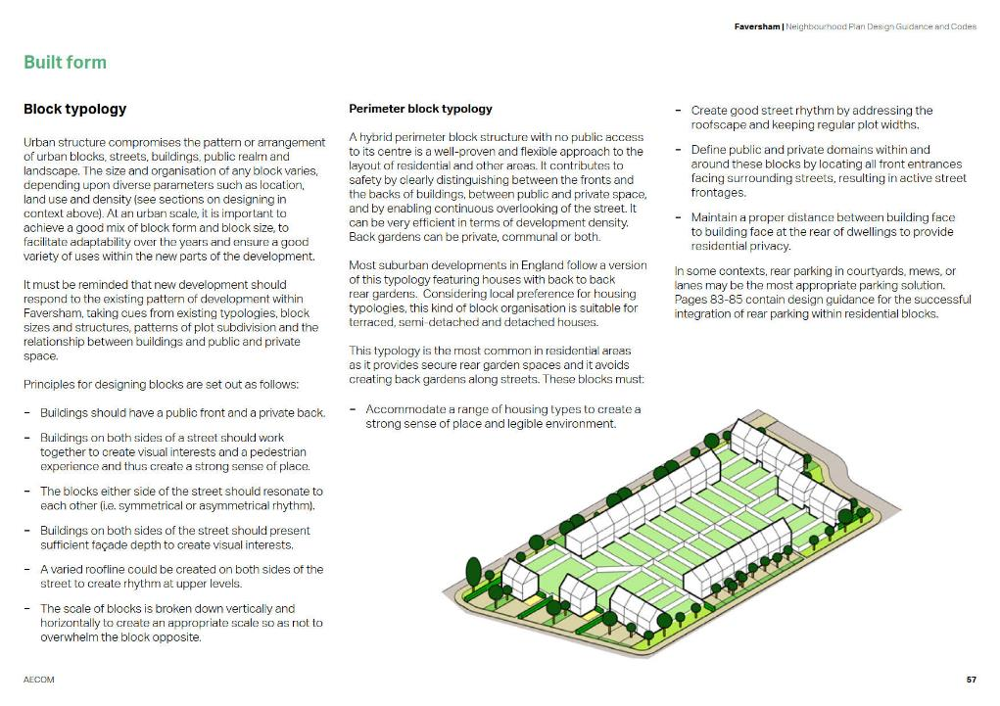 Faversham | Neighbourhood Plan Design Guidance and Codes
Built form
Block typology
Urban structure compromises the pattern or arrangement
of urban blocks, streets, buildings, public realm and
landscape. The size and organisation of any block varies,
depending upon diverse parameters such as location,
land use and density (see sections on designing in
context above). At an urban scale, it is important to
achieve a good mix of block form and block size, to
facilitate adaptability over the years and ensure a good
variety of uses within the new parts of the development.
It must be reminded that new development should
respond to the existing pattern of development within
Faversham, taking cues from existing typologies, block
sizes and structures, patterns of plot subdivision and the
relationship between buildings and public and private
space.
Principles for designing blocks are set out as follows:
– Buildings should have a public front and a private back.
– Buildings on both sides of a street should work
together to create visual interests and a pedestrian
experience and thus create a strong sense of place.
– The blocks either side of the street should resonate to
each other (i.e. symmetrical or asymmetrical rhythm).
– Buildings on both sides of the street should present
sufficient façade depth to create visual interests.
– A varied roofline could be created on both sides of the
street to create rhythm at upper levels.
– The scale of blocks is broken down vertically and
horizontally to create an appropriate scale so as not to
overwhelm the block opposite.
Perimeter block typology
A hybrid perimeter block structure with no public access
to its centre is a well-proven and flexible approach to the
layout of residential and other areas. It contributes to
safety by clearly distinguishing between the fronts and
the backs of buildings, between public and private space,
and by enabling continuous overlooking of the street. It
can be very efficient in terms of development density.
Back gardens can be private, communal or both.
Most suburban developments in England follow a version
of this typology featuring houses with back to back
rear gardens. Considering local preference for housing
typologies, this kind of block organisation is suitable for
terraced, semi-detached and detached houses.
This typology is the most common in residential areas
as it provides secure rear garden spaces and it avoids
creating back gardens along streets. These blocks must:
– Accommodate a range of housing types to create a
strong sense of place and legible environment.
– Create good street rhythm by addressing the
roofscape and keeping regular plot widths.
– Define public and private domains within and
around these blocks by locating all front entrances
facing surrounding streets, resulting in active street
frontages.
– Maintain a proper distance between building face
to building face at the rear of dwellings to provide
residential privacy.
In some contexts, rear parking in courtyards, mews, or
lanes may be the most appropriate parking solution.
Pages 83-85 contain design guidance for the successful
integration of rear parking within residential blocks.
AECOM
57